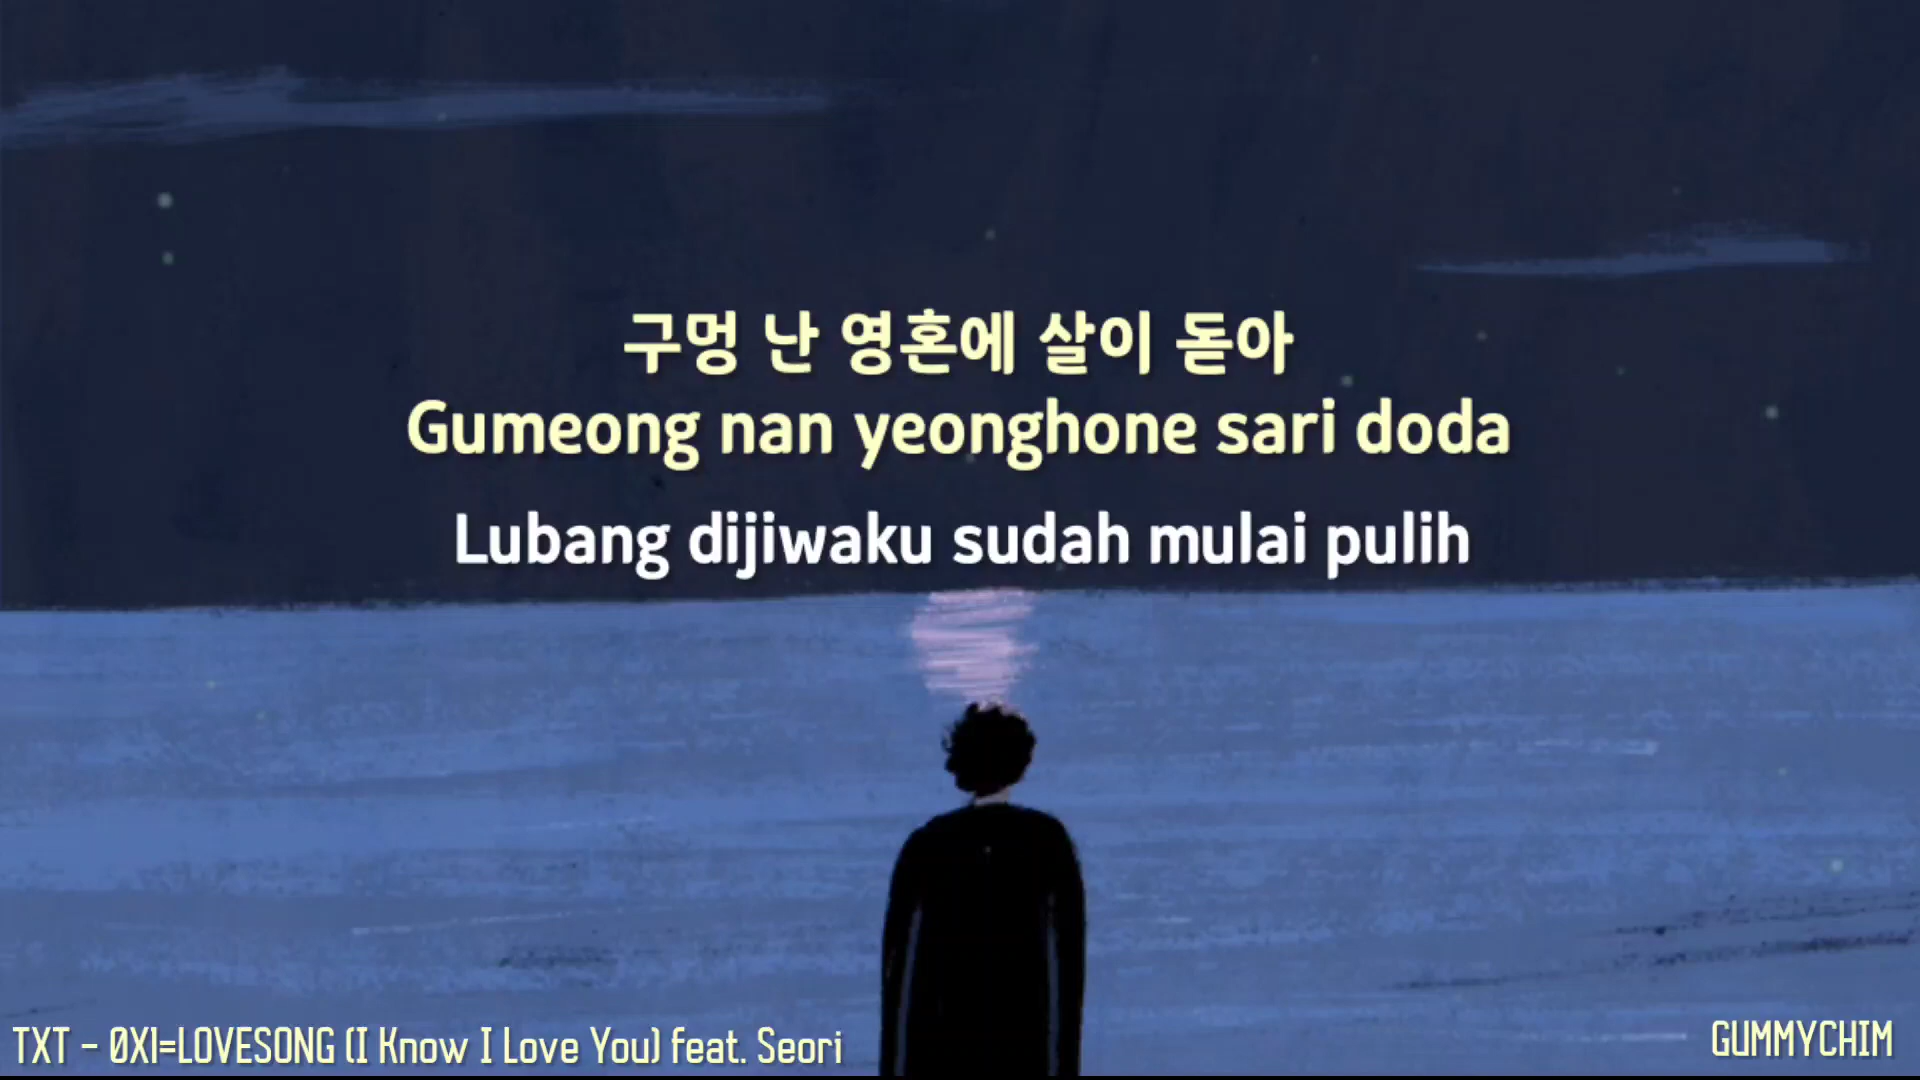 구멍 난 영혼에 살이 돋아
Gumeong nan yeonghone sari doda
Lubang dijiwaku sudah mulai pulih
TXT - 0X1=LOVESONG (I Know I Love You) feat. Seori
GUMMYCHIM